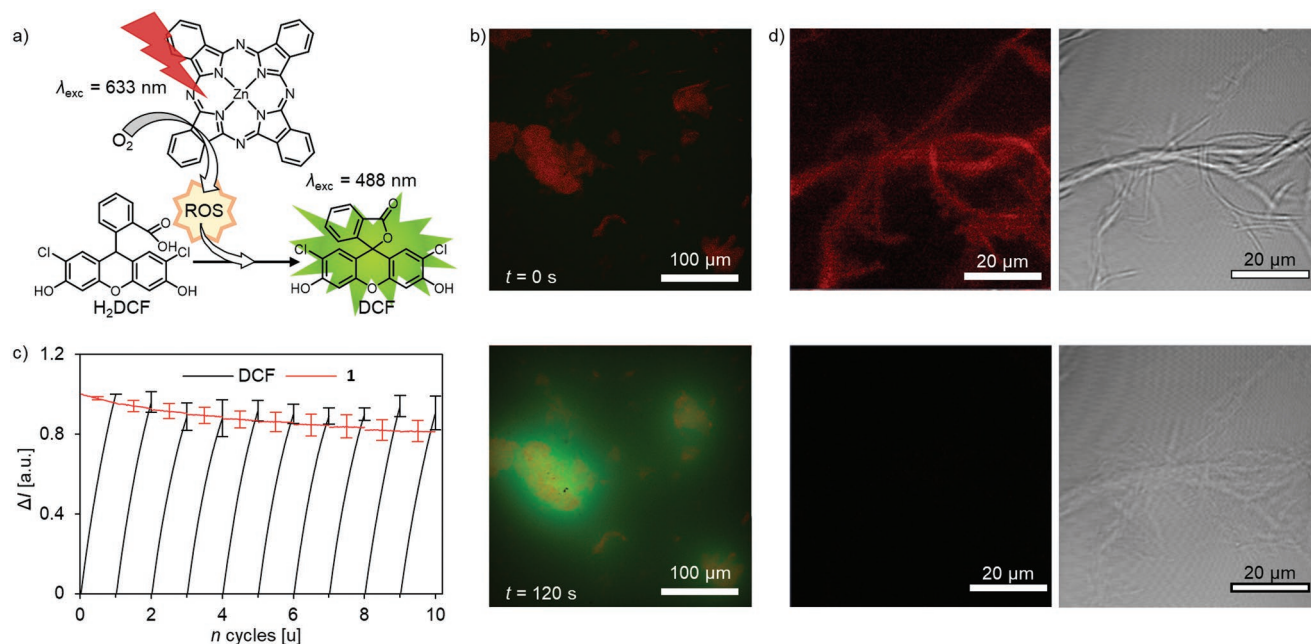 a)
λexc = 633 nm
N
N
N
N
N
Zn
N
N
N
O2
ROS
λexc = 488 nm
O
O
OH
Cl
Cl
HO
O
OH
H2DCF
O
O
Cl
Cl
HO
O
OH
DCF
b)
t = 0 s
100 µm
t = 120 s
100 µm
c)
ΔI [a.u.]
1.2
0.8
0.4
0
DCF
1
0
2
4
6
8
10
n cycles [u]
d)
20 µm
20 µm
20 µm
20 µm